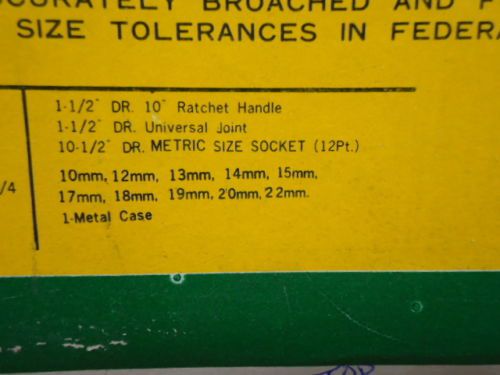 BROACHED AND
SIZE TOLERANCES IN
1-1/2" DR. 10" Ratchet Handle
1-1/2" DR. Universal Joint
10-1/2" DR. METRIC SIZE SOCKET (12Pt.)
10mm, 12mm, 13mm, 14mm, 15mm,
/4
17mm, 18mm, 19mm, 20mm, 22mm.
1-Metal Case